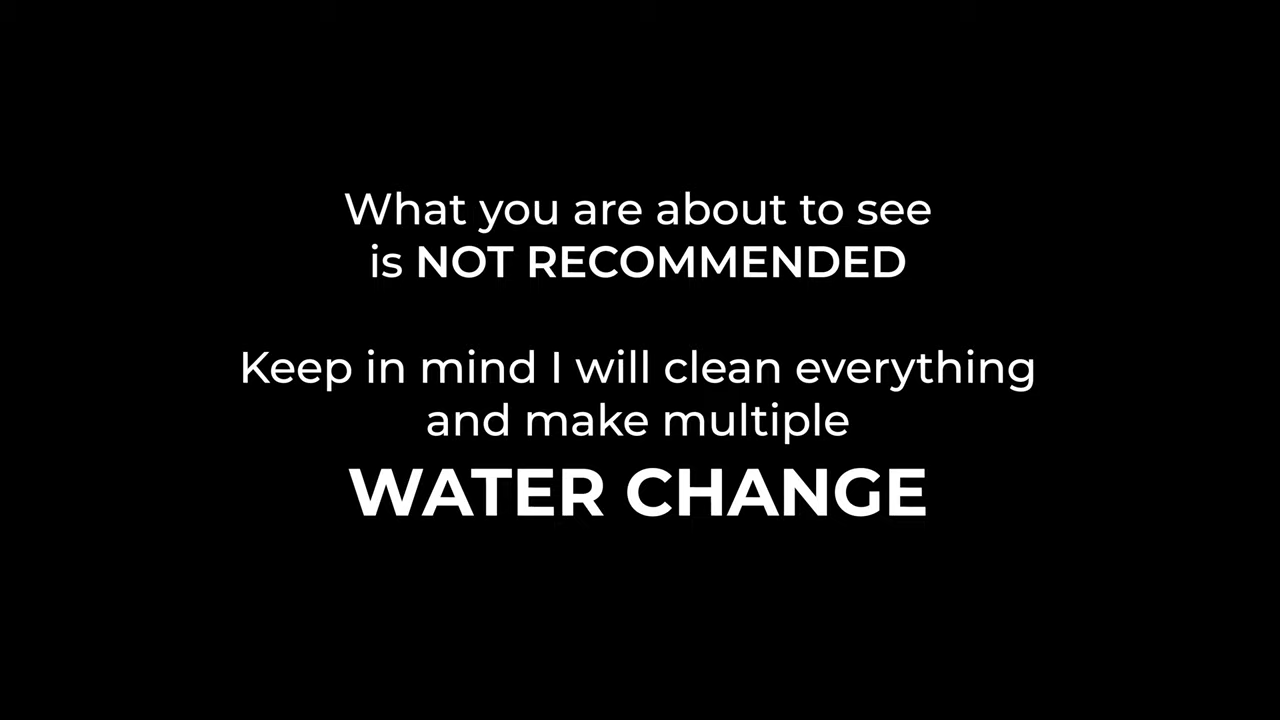 What you are about to see
is NOT RECOMMENDED
Keep in mind I will clean everything
and make multiple
WATER CHANGE